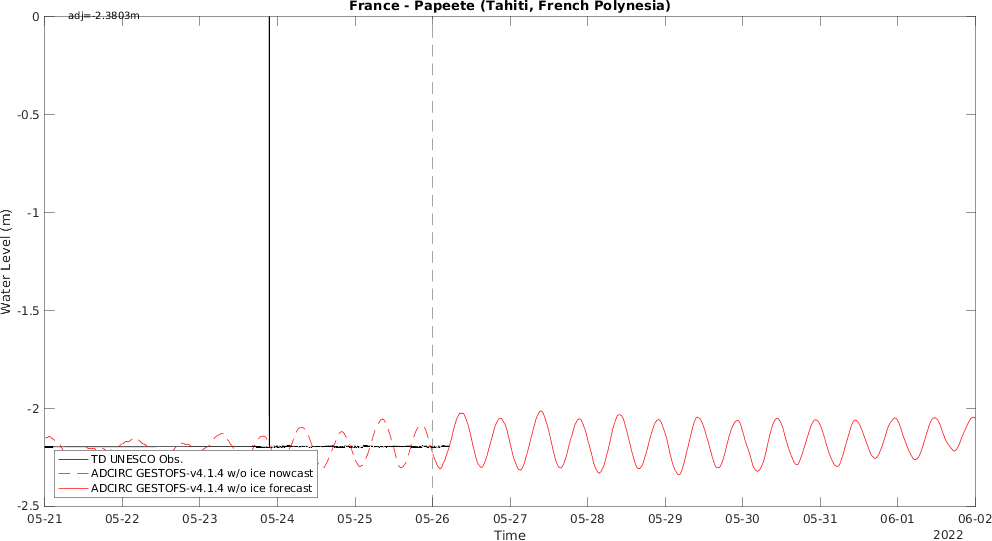 France - Papeete (Tahiti, French Polynesia)
adj=-2.3803m
0
-0.5
-1
-1.5
-2
-2.5
Water Level (m)
TD UNESCO Obs.
ADCIRC GESTOFS-v4.1.4 w/o ice nowcast
ADCIRC GESTOFS-v4.1.4 w/o ice forecast
05-21 05-22 05-23 05-24 05-25 05-26 05-27 05-28 05-29 05-30 05-31 06-01 06-02
Time
2022